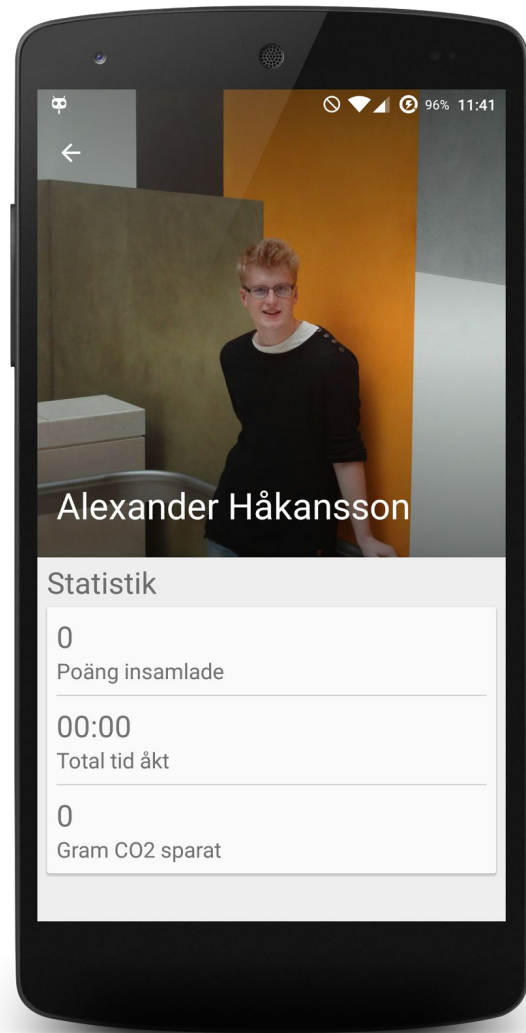 96% 11:41
Alexander Håkansson
Statistik
0
Poäng insamlade
00:00
Total tid åkt
0
Gram CO2 sparat